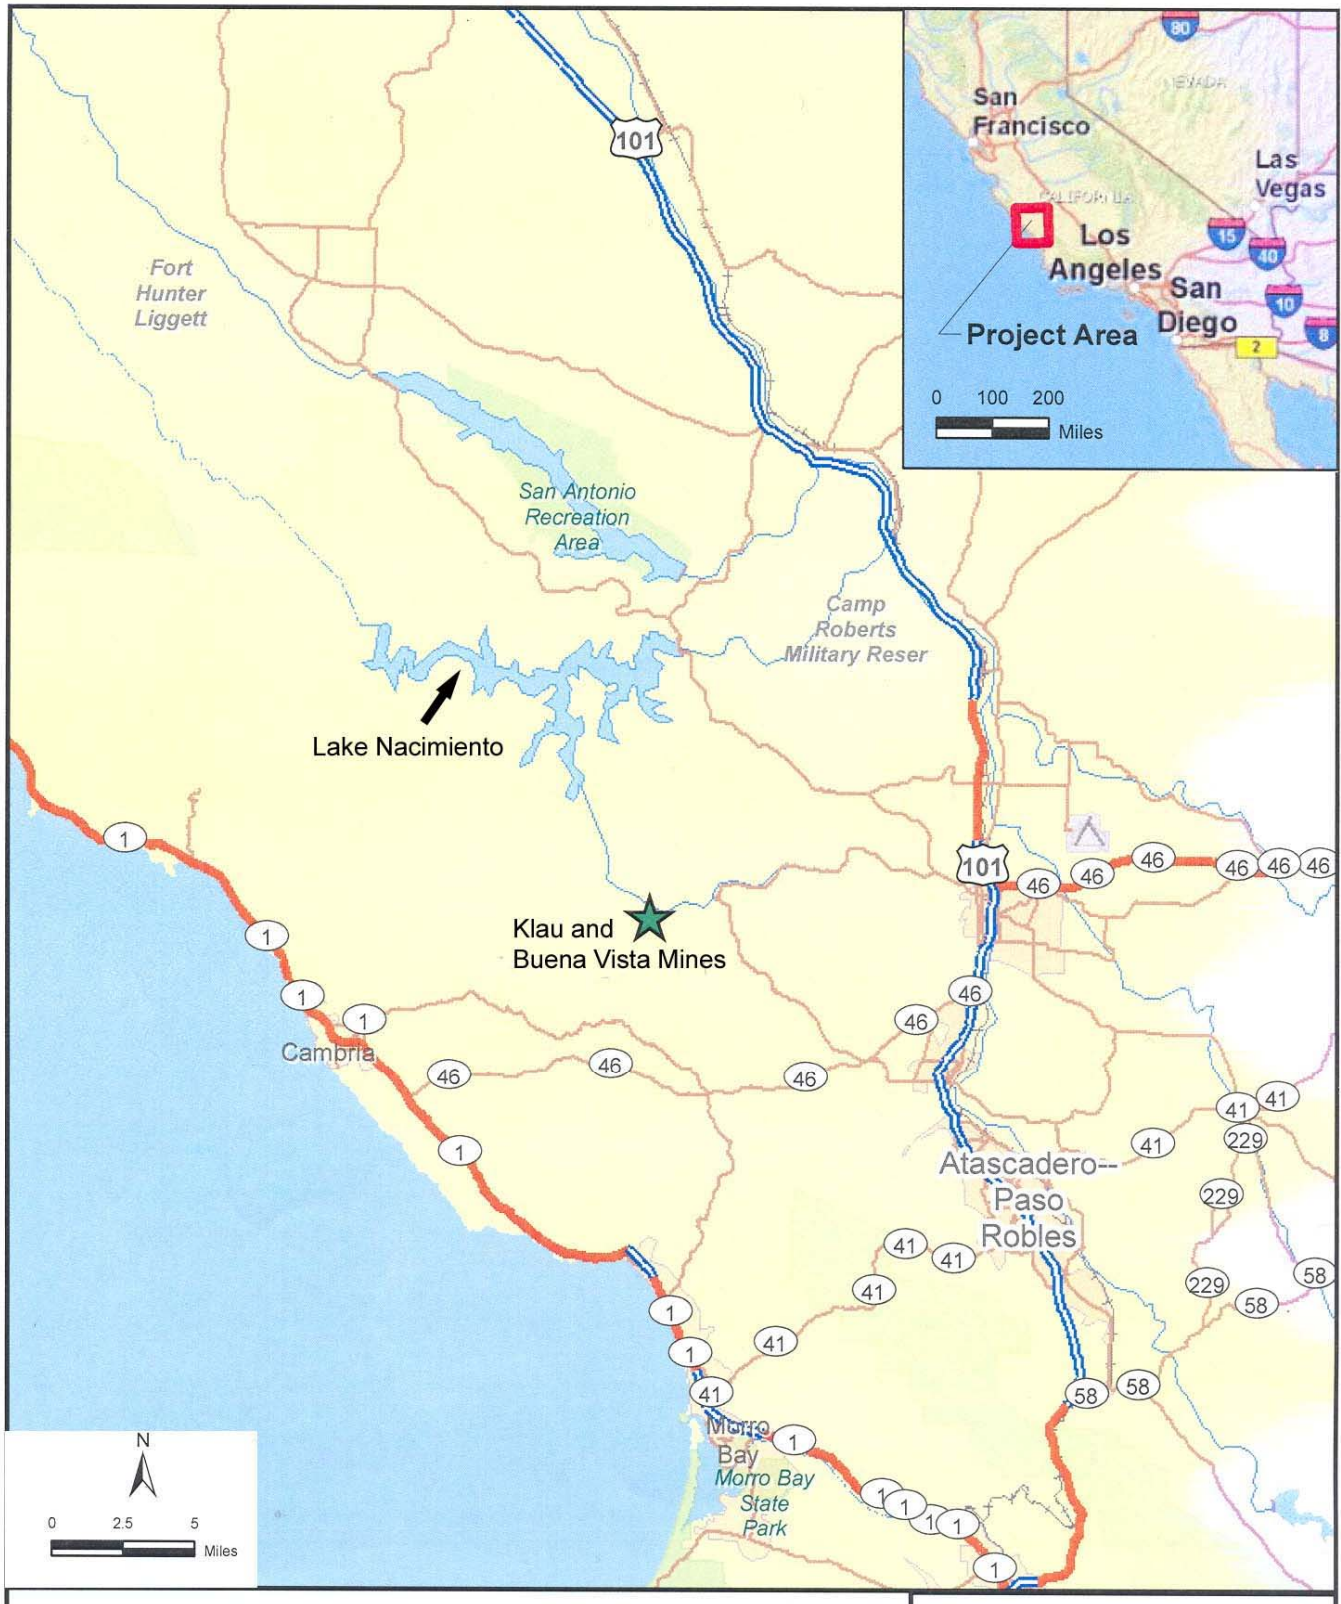 101
80
NEVADA
San
Francisco
Las
Vegas
CALIFORNIA
15
40
Los
Angeles
San
Diego
10
8
2
Project Area
0 100 200
Miles
Fort
Hunter
Liggett
San Antonio
Recreation
Area
Camp
Roberts
Military Reser
Lake Nacimiento
1
101
46
46
46
46
46
46
Klau and
Buena Vista Mines
1
1
1
Cambria
46
46
46
46
46
41
41
41
229
229
229
1
Atascadero--
Paso
Robles
41
41
41
41
58
58
1
1
41
58
58
Morro
Bay
1
Morro Bay
State
Park
1
1
1
1
1
N
0 2.5 5
Miles